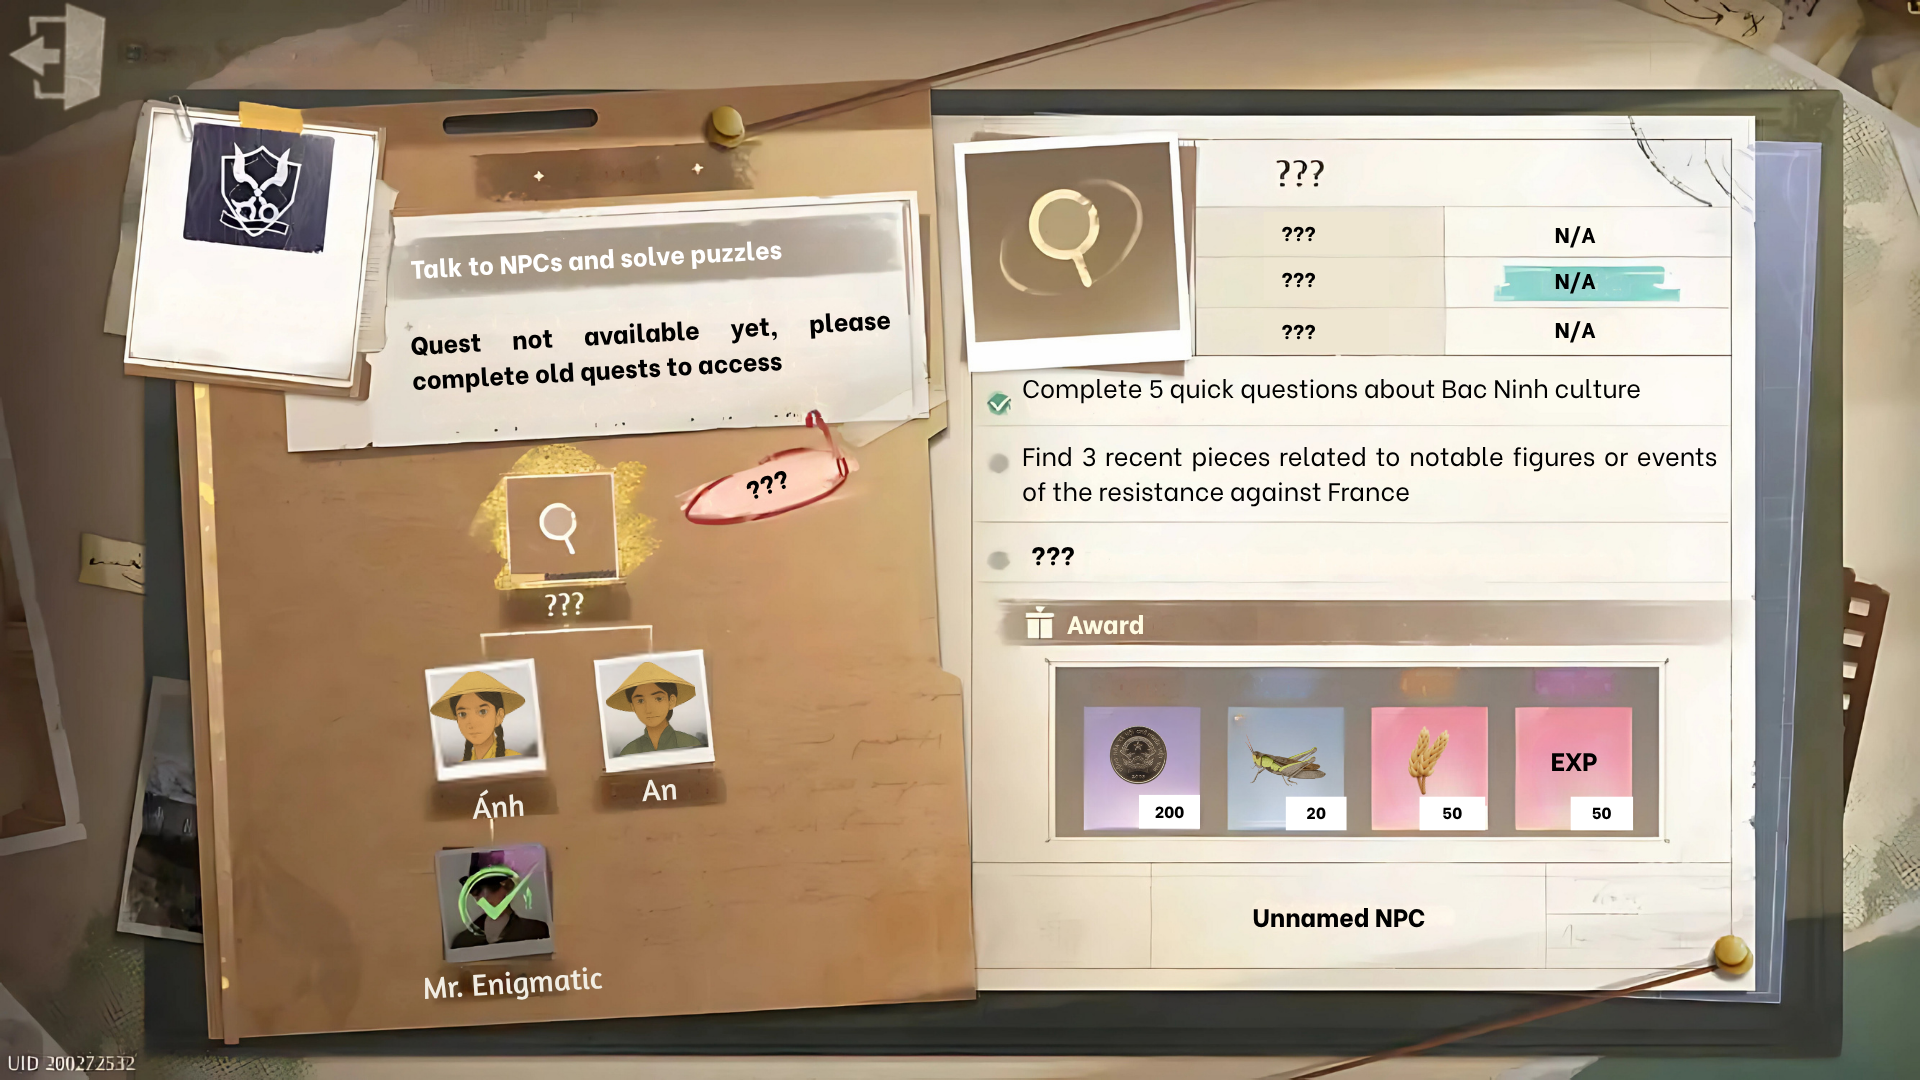 Talk to NPCs and solve puzzles
Quest not available yet, please
complete old quests to access
???
???
Ánh
An
Mr. Enigmatic
???
??? N/A
??? N/A
??? N/A
Complete 5 quick questions about Bac Ninh culture
Find 3 recent pieces related to notable figures or events
of the resistance against France
???
Award
EXP
200
20
50
50
Unnamed NPC
UID 200272532